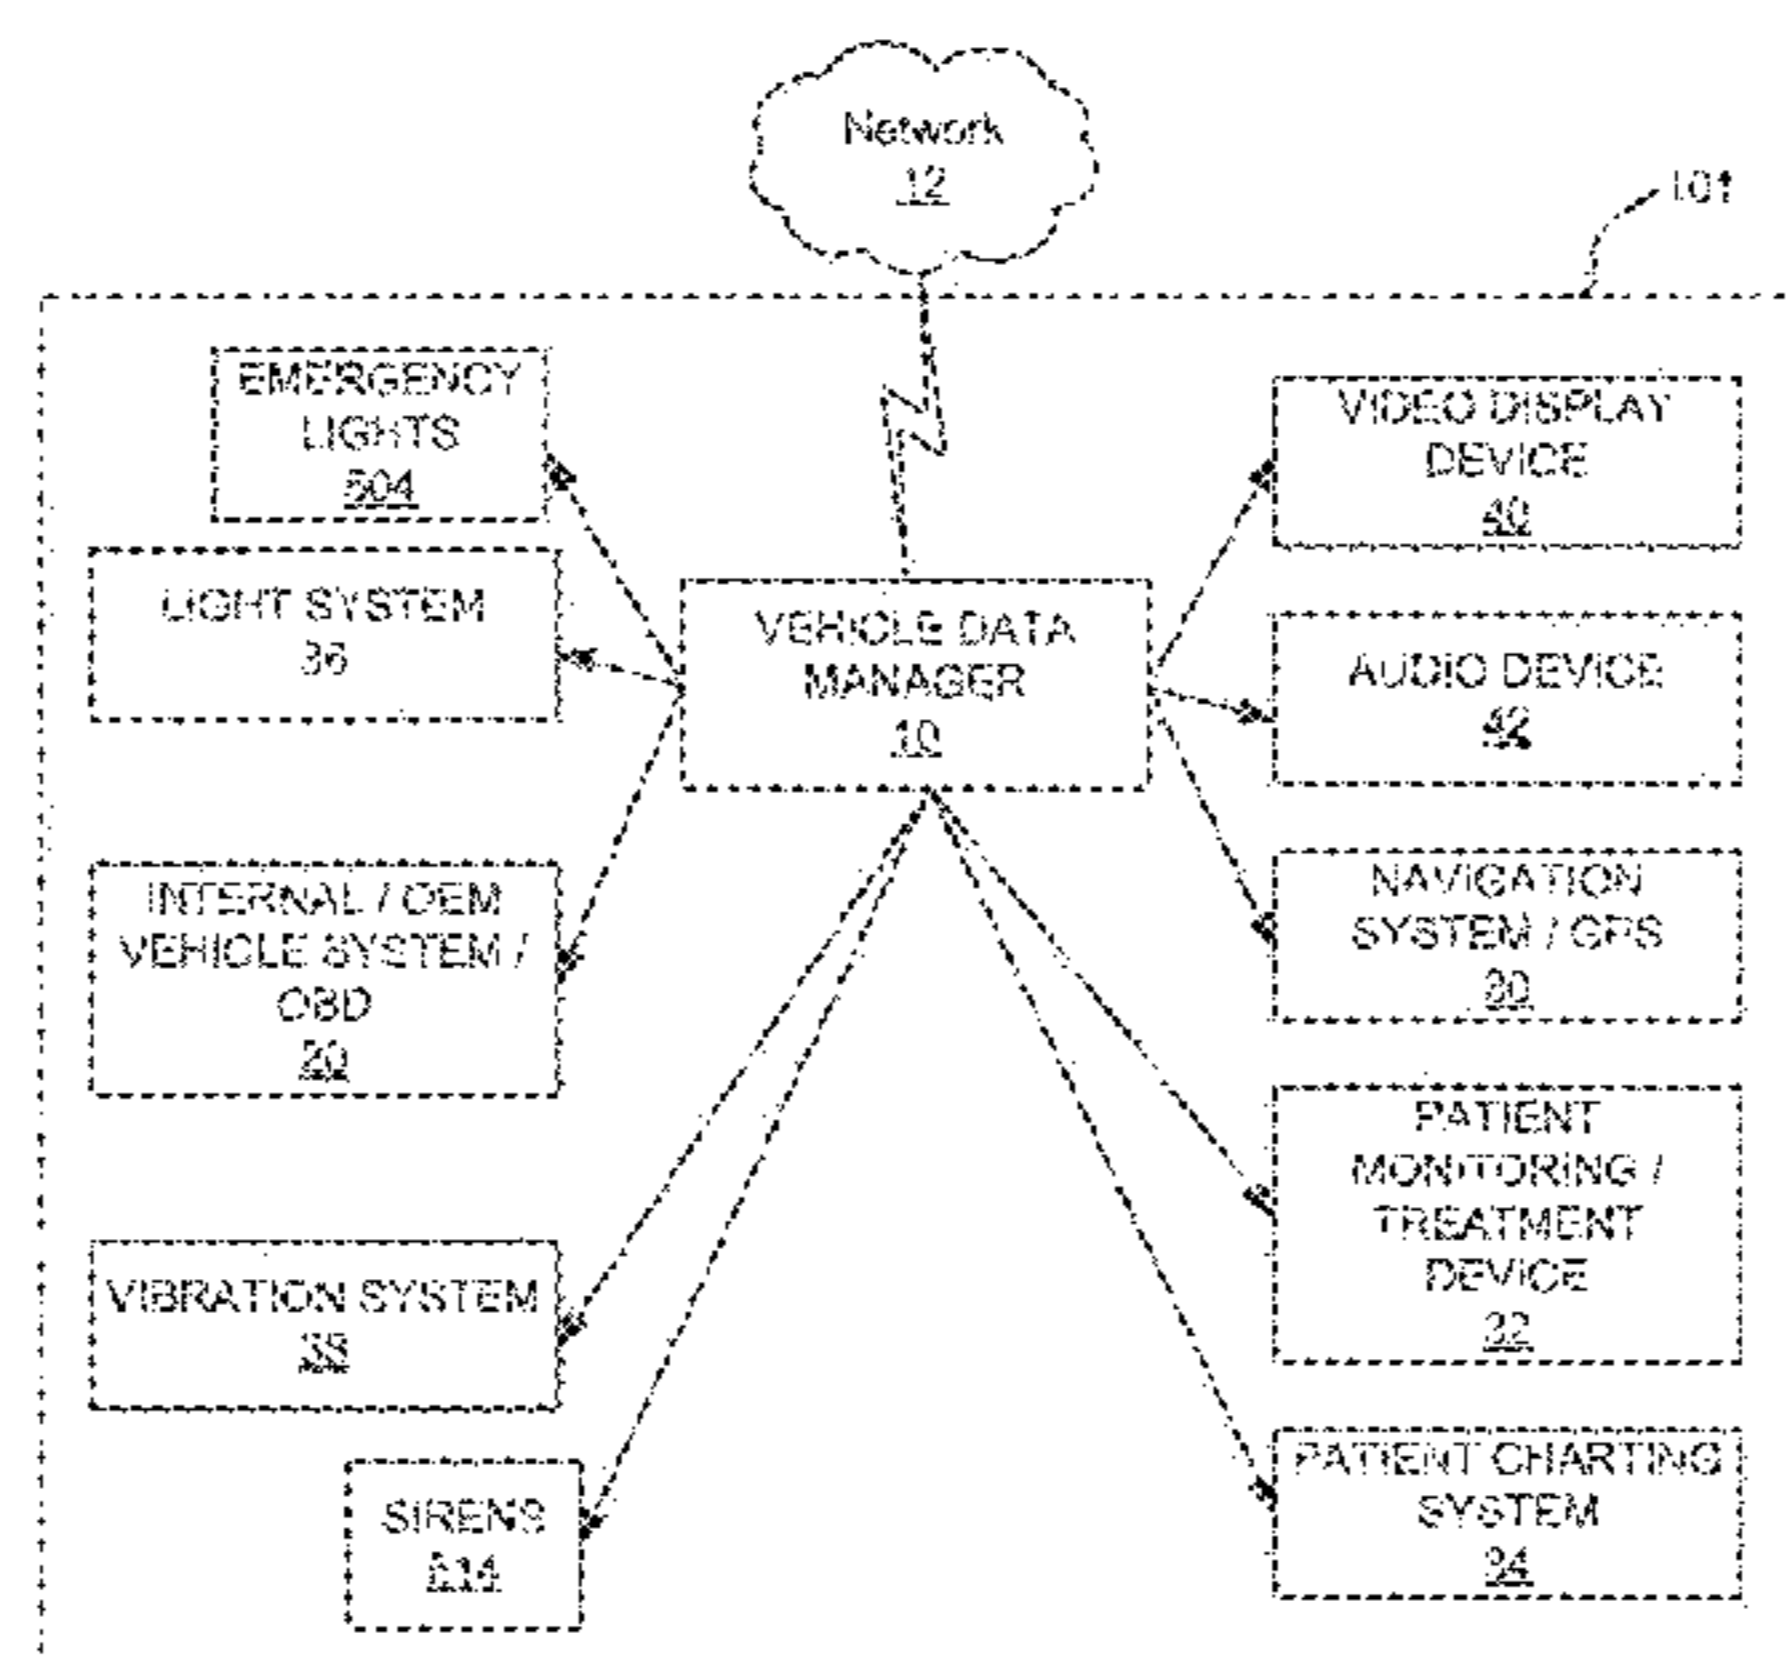 Network
12
101
EMERGENCY
LIGHTS
504
VIDEO DISPLAY
DEVICE
40
LIGHT SYSTEM
36
VEHICLE DATA
MANAGER
10
AUDIO DEVICE
42
INTERNAL / OEM
VEHICLE SYSTEM /
OBD
20
NAVIGATION
SYSTEM / GPS
30
PATIENT
MONITORING /
TREATMENT
DEVICE
32
VIBRATION SYSTEM
38
SIRENS
PATIENT CHARTING
SYSTEM
34